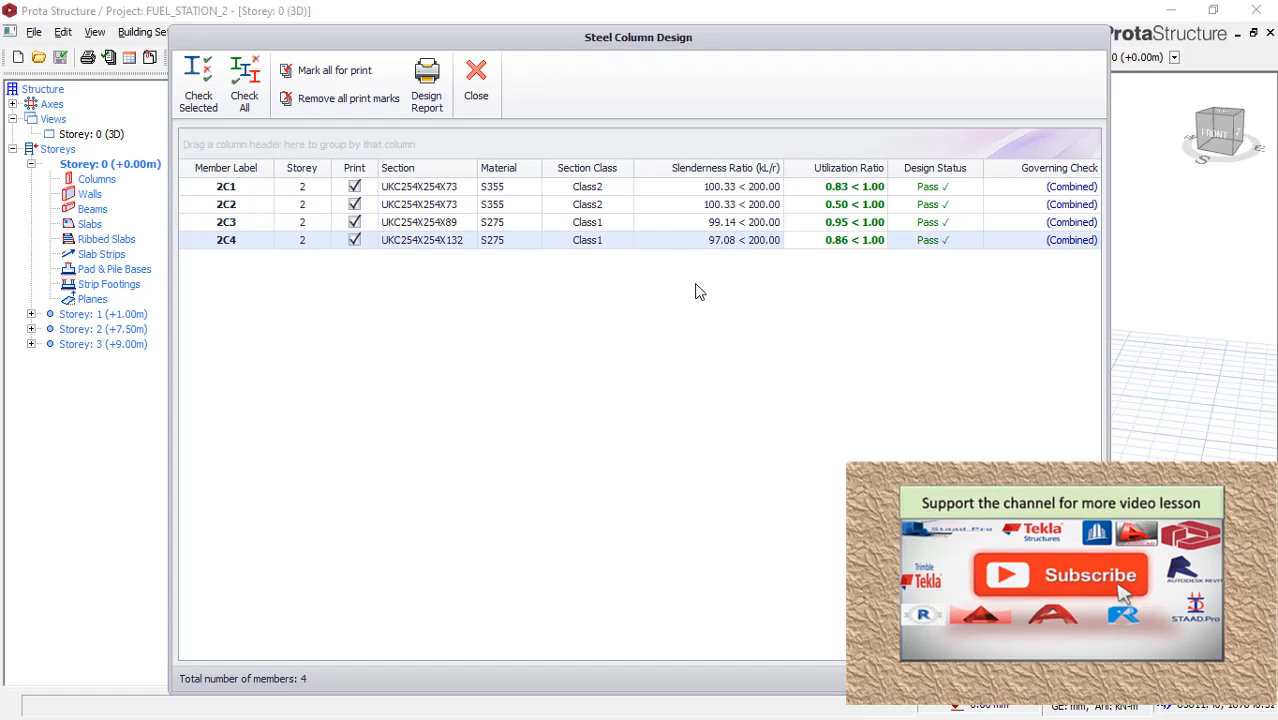 Prota Structure / Project: FUEL_STATION_2 - [Storey: 0 (3D)]
File Edit View Building Set
Steel Column Design
ProtaStructure
0 (+0.00m)
Check Selected
Check All
Mark all for print
Remove all print marks
Design Report
Close
Structure
Axes
Views
Storey: 0 (3D)
Storeys
Storey: 0 (+0.00m)
Columns
Walls
Beams
Slabs
Ribbed Slabs
Slab Strips
Pad & Pile Bases
Strip Footings
Planes
Storey: 1 (+1.00m)
Storey: 2 (+7.50m)
Storey: 3 (+9.00m)
Drag a column header here to group by that column
Member Label Storey Print Section Material Section Class Slenderness Ratio (kL/r) Utilization Ratio Design Status Governing Check
2C1 2 UKC254X254X73 S355 Class2 100.33 < 200.00 0.83 < 1.00 Pass ✓ (Combined)
2C2 2 UKC254X254X73 S355 Class2 100.33 < 200.00 0.50 < 1.00 Pass ✓ (Combined)
2C3 2 UKC254X254X89 S275 Class1 99.14 < 200.00 0.95 < 1.00 Pass ✓ (Combined)
2C4 2 UKC254X254X132 S275 Class1 97.08 < 200.00 0.86 < 1.00 Pass ✓ (Combined)
Total number of members: 4
FRONT
S
Support the channel for more video lesson
Staad.Pro
Tekla
Structures
Trimble
Tekla
Subscribe
AUTODESK REVIT
STAAD.Pro